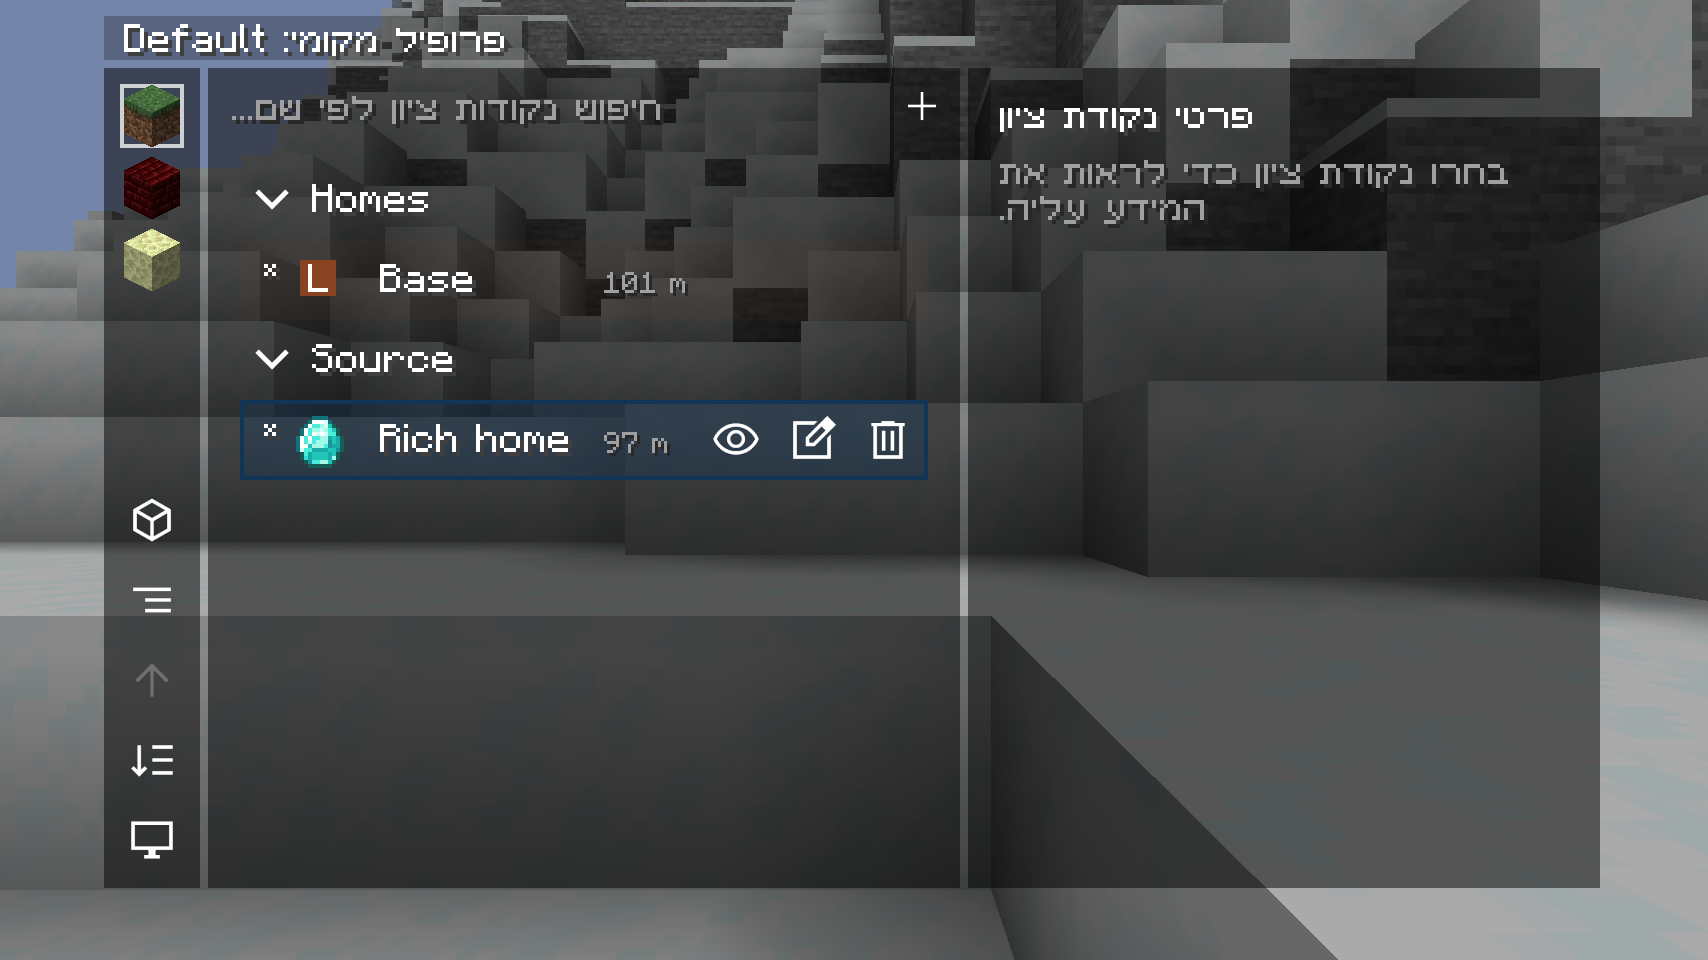 פרופיל מקומי: Default
חיפוש נקודות ציון לפי שם...
Homes
L Base 101 m
Source
Rich home 97 m
פרטי נקודת ציון
בחרו נקודת ציון כדי לראות את
המידע עליה.